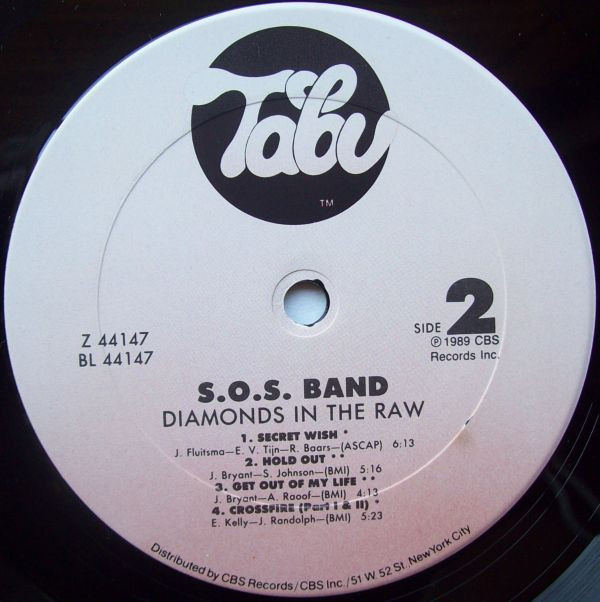 Tabu
TM
Z 44147
BL 44147
SIDE 2
℗ 1989 CBS
Records Inc.
S.O.S. BAND
DIAMONDS IN THE RAW
1. SECRET WISH *
J. Fluitsma—E. V. Tijn—R. Baars—(ASCAP) 6:13
2. HOLD OUT **
J. Bryant—S. Johnson—(BMI) 5:16
3. GET OUT OF MY LIFE **
J. Bryant—A. Raoof—(BMI) 4:13
4. CROSSFIRE (Part I & II) *
E. Kelly—J. Randolph—(BMI) 5:23
Distributed by CBS Records/CBS Inc./51 W 52 St., New York City